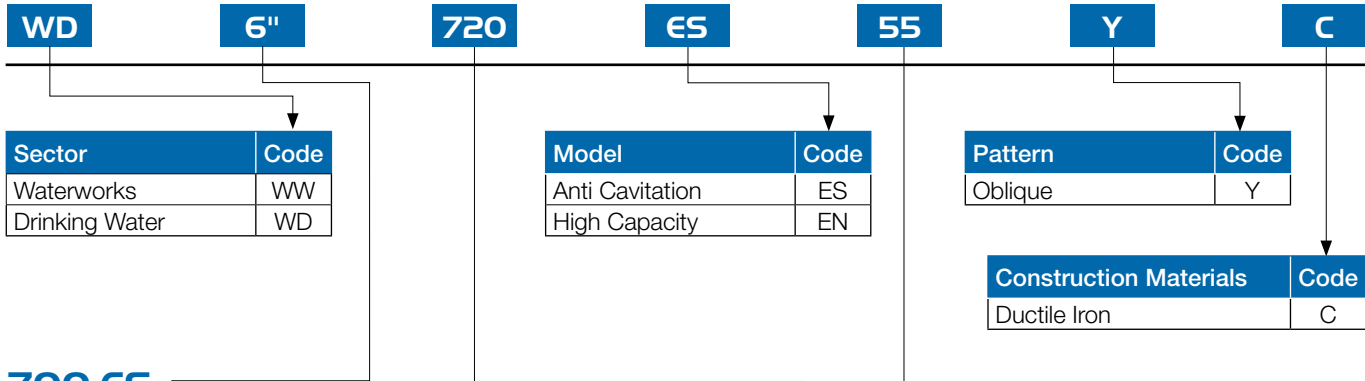 WD 6" 720 ES 55 Y C
Sector Code
Waterworks WW
Drinking Water WD
Model Code
Anti Cavitation ES
High Capacity EN
Pattern Code
Oblique Y
Construction Materials Code
Ductile Iron C